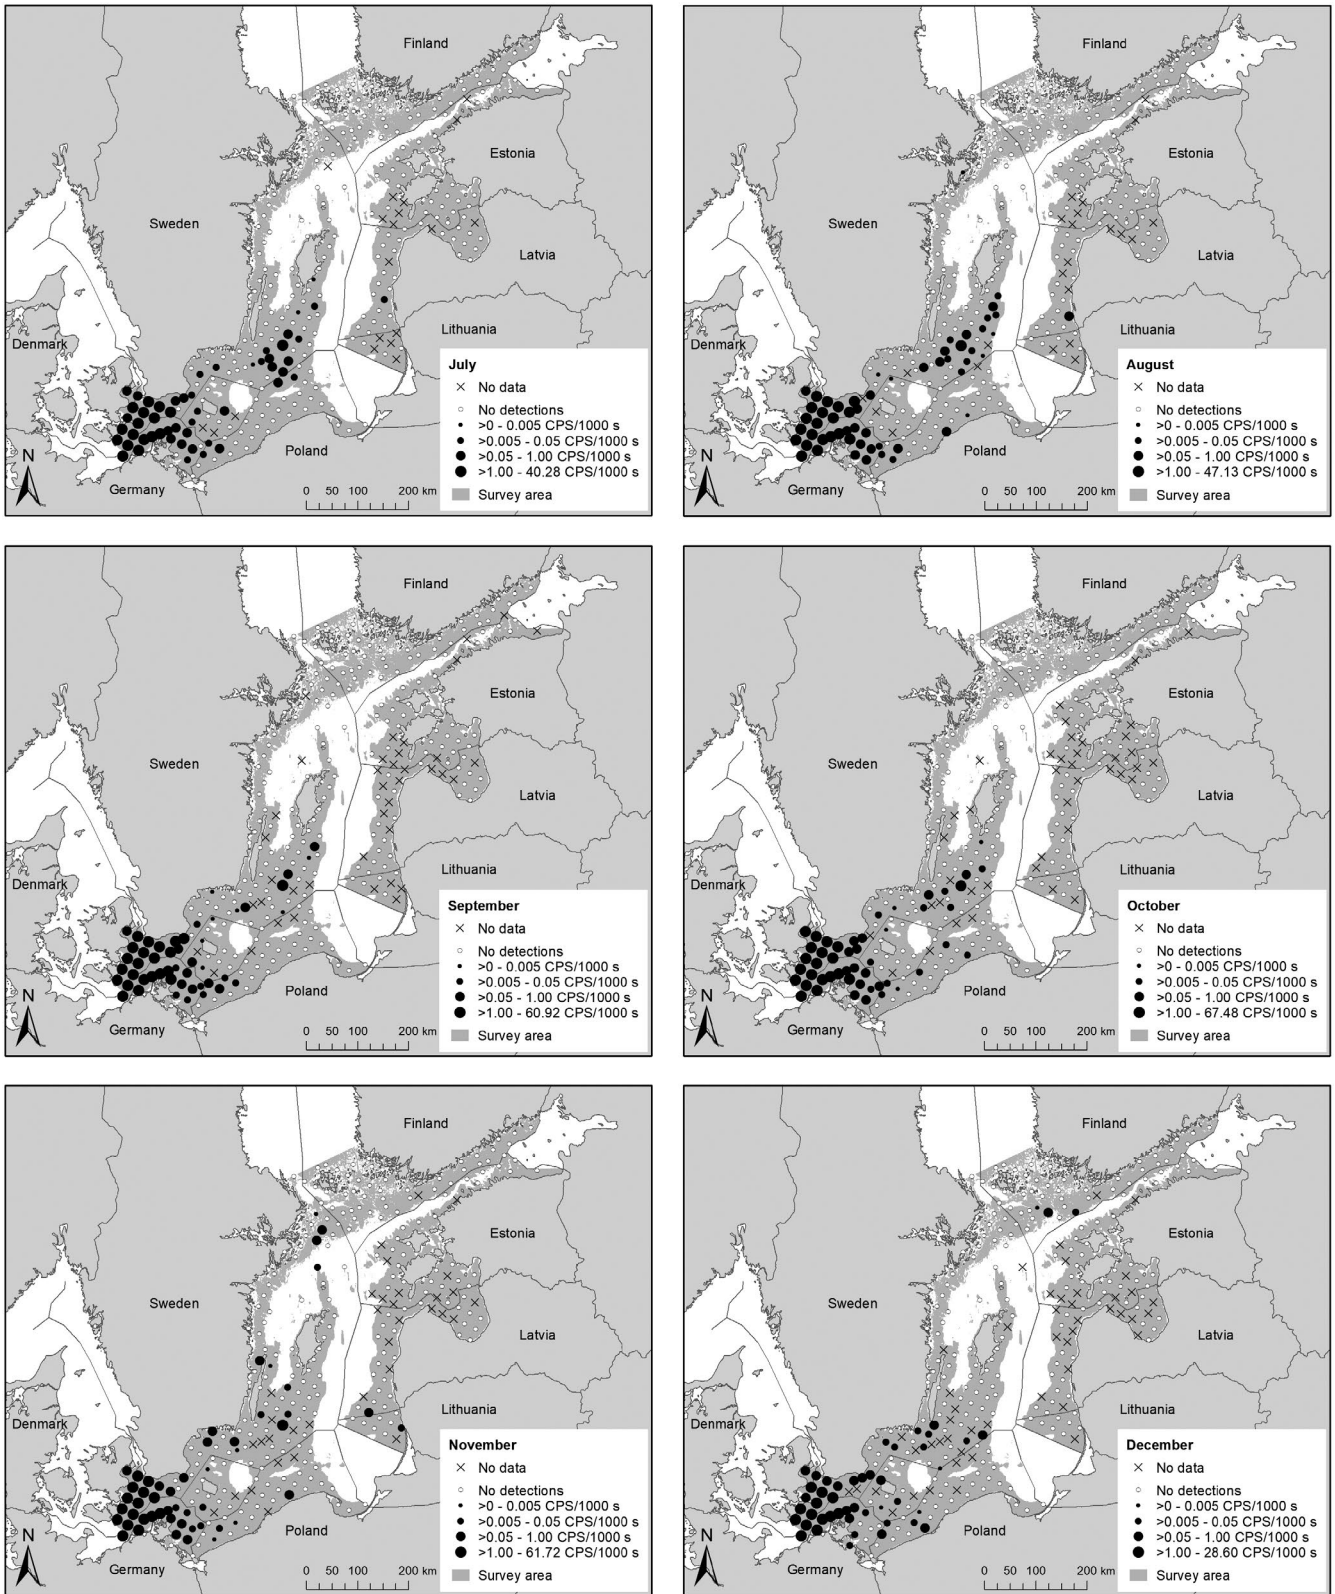 Finland
Estonia
Sweden
Latvia
Lithuania
Denmark
July
No data
No detections
>0 - 0.005 CPS/1000 s
>0.005 - 0.05 CPS/1000 s
>0.05 - 1.00 CPS/1000 s
>1.00 - 40.28 CPS/1000 s
Survey area
Poland
N
Germany
0 50 100 200 km
Finland
Estonia
Sweden
Latvia
Lithuania
Denmark
August
No data
No detections
>0 - 0.005 CPS/1000 s
>0.005 - 0.05 CPS/1000 s
>0.05 - 1.00 CPS/1000 s
>1.00 - 47.13 CPS/1000 s
Survey area
Poland
N
Germany
0 50 100 200 km
Finland
Estonia
Sweden
Latvia
Lithuania
Denmark
September
No data
No detections
>0 - 0.005 CPS/1000 s
>0.005 - 0.05 CPS/1000 s
>0.05 - 1.00 CPS/1000 s
>1.00 - 60.92 CPS/1000 s
Survey area
Poland
N
Germany
0 50 100 200 km
Finland
Estonia
Sweden
Latvia
Lithuania
Denmark
October
No data
No detections
>0 - 0.005 CPS/1000 s
>0.005 - 0.05 CPS/1000 s
>0.05 - 1.00 CPS/1000 s
>1.00 - 67.48 CPS/1000 s
Survey area
Poland
N
Germany
0 50 100 200 km
Finland
Estonia
Sweden
Latvia
Lithuania
Denmark
November
No data
No detections
>0 - 0.005 CPS/1000 s
>0.005 - 0.05 CPS/1000 s
>0.05 - 1.00 CPS/1000 s
>1.00 - 61.72 CPS/1000 s
Survey area
Poland
N
Germany
0 50 100 200 km
Finland
Estonia
Sweden
Latvia
Lithuania
Denmark
December
No data
No detections
>0 - 0.005 CPS/1000 s
>0.005 - 0.05 CPS/1000 s
>0.05 - 1.00 CPS/1000 s
>1.00 - 28.60 CPS/1000 s
Survey area
Poland
N
Germany
0 50 100 200 km